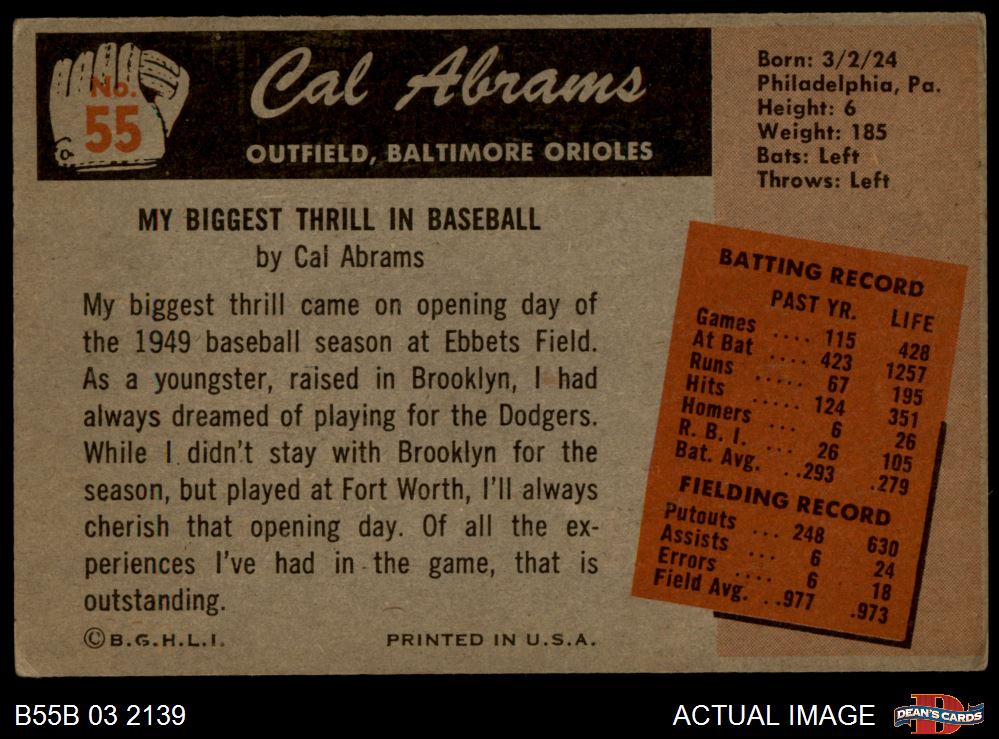 No.
55
Cal Abrams
OUTFIELD, BALTIMORE ORIOLES
Born: 3/2/24
Philadelphia, Pa.
Height: 6
Weight: 185
Bats: Left
Throws: Left
MY BIGGEST THRILL IN BASEBALL
by Cal Abrams
My biggest thrill came on opening day of
the 1949 baseball season at Ebbets Field.
As a youngster, raised in Brooklyn, I had
always dreamed of playing for the Dodgers.
While I didn't stay with Brooklyn for the
season, but played at Fort Worth, I'll always
cherish that opening day. Of all the ex-
periences I've had in the game, that is
outstanding.
©B.G.H.L.I. PRINTED IN U.S.A.
BATTING RECORD
PAST YR. LIFE
Games .... 115 428
At Bat .... 423 1257
Runs ..... 67 195
Hits ..... 124 351
Homers ... 6 26
R. B. I. ... 26 105
Bat. Avg. ..293 .279
FIELDING RECORD
Putouts ... 248 630
Assists ... 6 24
Errors .... 6 18
Field Avg. ..977 .973
B55B 03 2139
ACTUAL IMAGE
D
DEAN'S CARDS